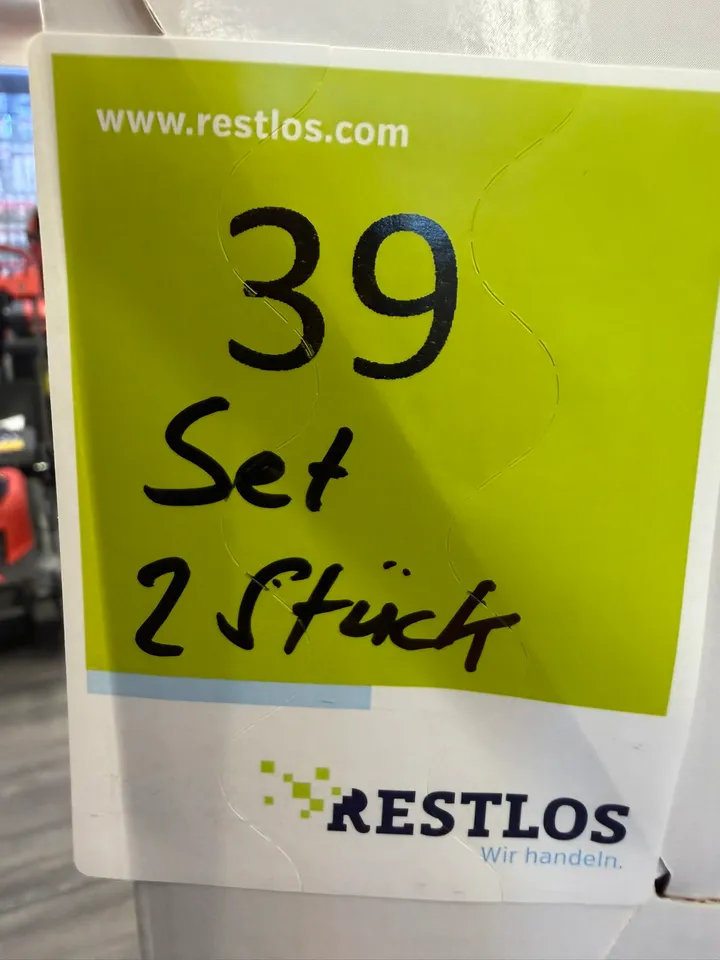 www.restlos.com
39
Set
2 Stück
RESTLOS
Wir handeln.